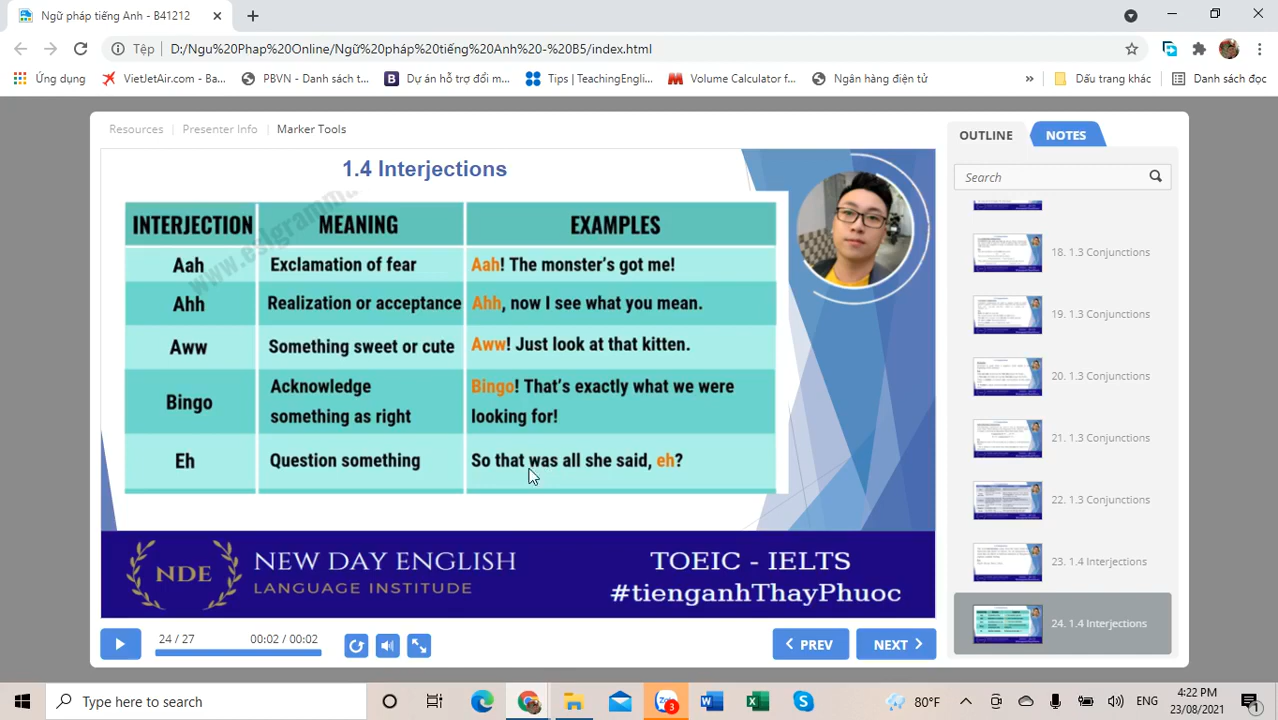 Ngữ pháp tiếng Anh - B41212
Tệp D:/Ngu%20Phap%20Online/Ngữ%20pháp%20tiếng%20Anh%20-%20B5/index.html
Ứng dụng VietJetAir.com - Ba... PBVN - Danh sách t... Dự án hỗ trợ đổi m... Tips | TeachingEngli... Volume Calculator f... Ngân hàng điện tử » Dấu trang khác Danh sách đọc
Resources | Presenter Info | Marker Tools
OUTLINE NOTES
Search
1.4 Interjections
INTERJECTION MEANING EXAMPLES
Aah Exclamation of fear Aah! The monster's got me!
Ahh Realization or acceptance Ahh, now I see what you mean.
Aww Something sweet or cute Aww! Just look at that kitten.
Bingo Acknowledge something as right Bingo! That's exactly what we were
looking for!
Eh Question something So that was all she said, eh?
NDE NEW DAY ENGLISH
LANGUAGE INSTITUTE
TOEIC - IELTS
#tienganhThayPhuoc
18. 1.3 Conjunctions
19. 1.3 Conjunctions
20. 1.3 Conjunctions
21. 1.3 Conjunctions
22. 1.3 Conjunctions
23. 1.4 Interjections
24. 1.4 Interjections
24 / 27 00:02 / 00:02 PREV NEXT
Type here to search
Zalo 3
80°F ENG
4:22 PM
23/08/2021
1